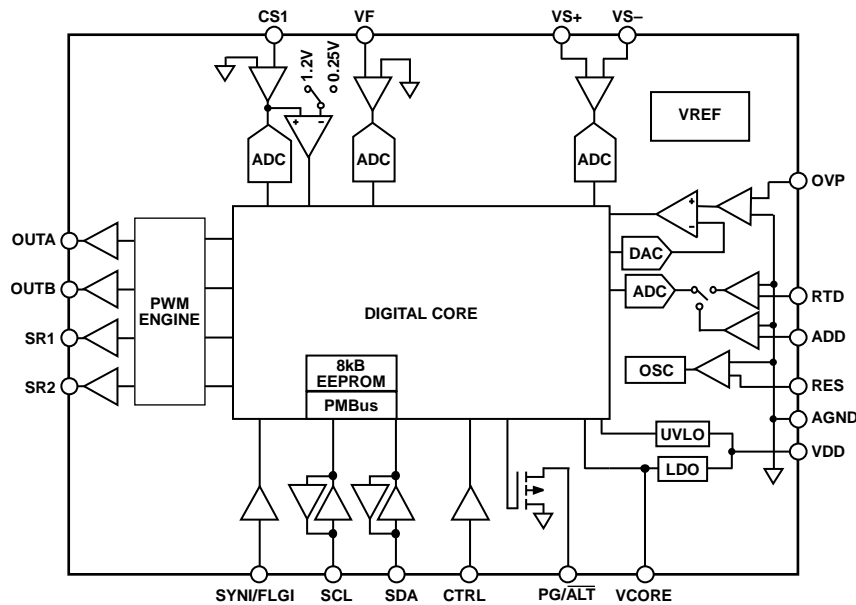 CS1
VF
VS+
VS–
1.2V
0.25V
VREF
+
–
ADC
ADC
ADC
OVP
+
–
OUTA
DAC
OUTB
PWM
ENGINE
DIGITAL CORE
ADC
RTD
SR1
ADD
SR2
8kB
EEPROM
OSC
RES
PMBus
AGND
UVLO
VDD
LDO
SYNI/FLGI
SCL
SDA
CTRL
PG/ALT
VCORE